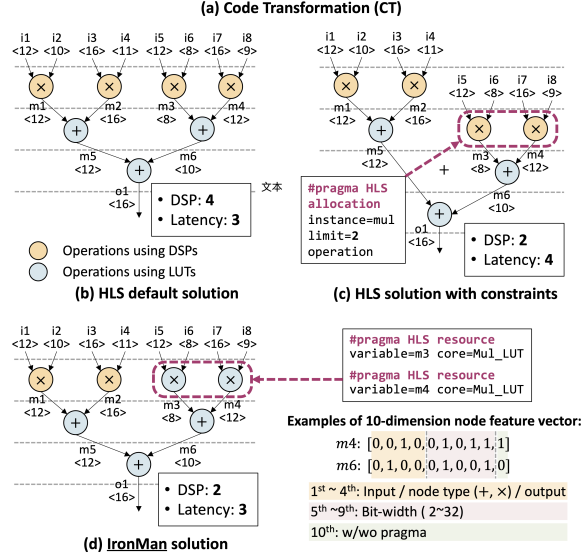 (a) Code Transformation (CT)
i1 i2 i3 i4 i5 i6 i7 i8
<12> <10> <16> <11> <12> <8> <16> <9>
× × × ×
m1 m2 m3 m4
<12> <16> <8> <12>
+ +
m5 m6
<12> <10>
+
o1
<16>
• DSP: 4
• Latency: 3
文本
Operations using DSPs
Operations using LUTs
(b) HLS default solution
i1 i2 i3 i4
<12> <10> <16> <11>
× ×
i5 i6 i7 i8
<12> <8> <16> <9>
m1 m2
<12> <16>
+ × ×
m5 m3 m4
<12> <8> <12>
+ +
m6
<10>
#pragma HLS
allocation
instance=mul
limit=2
operation
+
o1
<16>
• DSP: 2
• Latency: 4
(c) HLS solution with constraints
i1 i2 i3 i4 i5 i6 i7 i8
<12> <10> <16> <11> <12> <8> <16> <9>
× × × ×
m1 m2 m3 m4
<12> <16> <8> <12>
+ +
m5 m6
<12> <10>
+
o1
<16>
• DSP: 2
• Latency: 3
(d) IronMan solution
#pragma HLS resource
variable=m3 core=Mul_LUT
#pragma HLS resource
variable=m4 core=Mul_LUT
Examples of 10-dimension node feature vector:
m4: [0, 0, 1, 0, 0, 1, 0, 1, 1, 1]
m6: [0, 1, 0, 0, 0, 1, 0, 0, 1, 0]
1st ~ 4th: Input / node type (+, ×) / output
5th ~9th: Bit-width ( 2~32)
10th: w/wo pragma